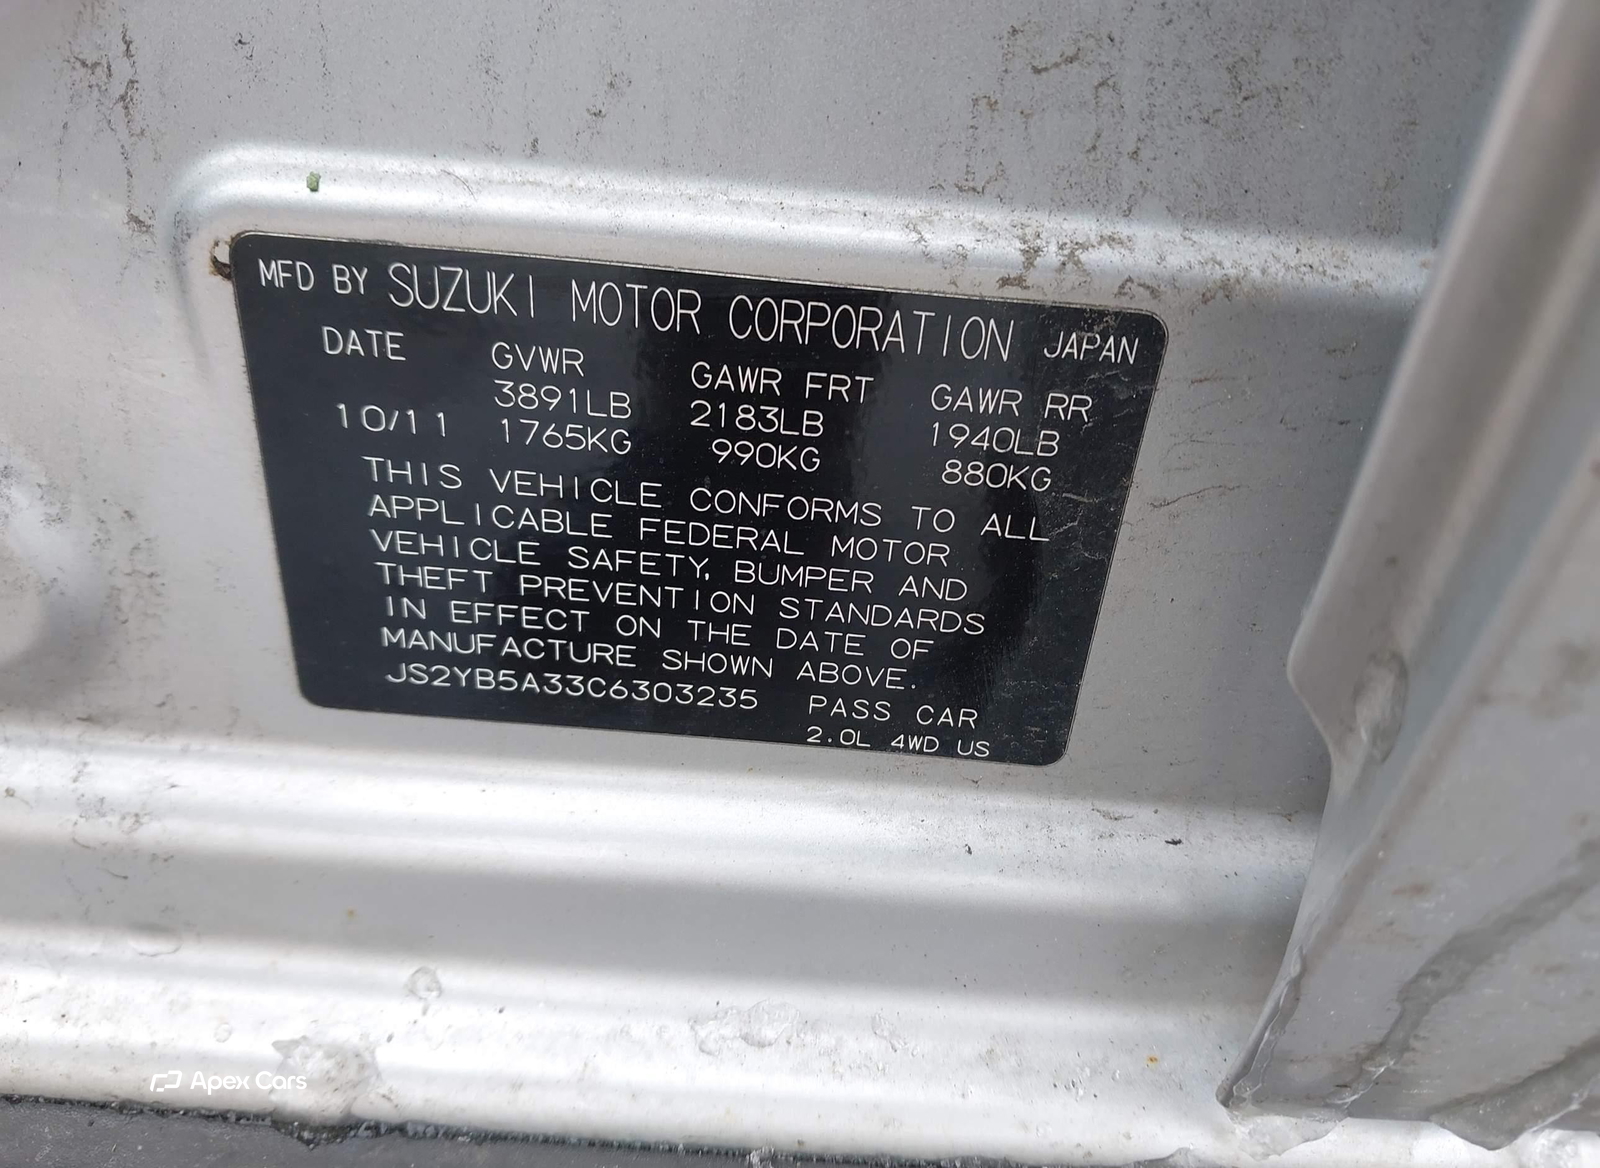 MFD BY SUZUKI MOTOR CORPORATION JAPAN
DATE GVWR GAWR FRT GAWR RR
3891LB 2183LB 1940LB
10/11 1765KG 990KG 880KG
THIS VEHICLE CONFORMS TO ALL
APPLICABLE FEDERAL MOTOR
VEHICLE SAFETY, BUMPER AND
THEFT PREVENTION STANDARDS
IN EFFECT ON THE DATE OF
MANUFACTURE SHOWN ABOVE.
JS2YB5A33C6303235 PASS CAR
2.0L 4WD US
Apex Cars